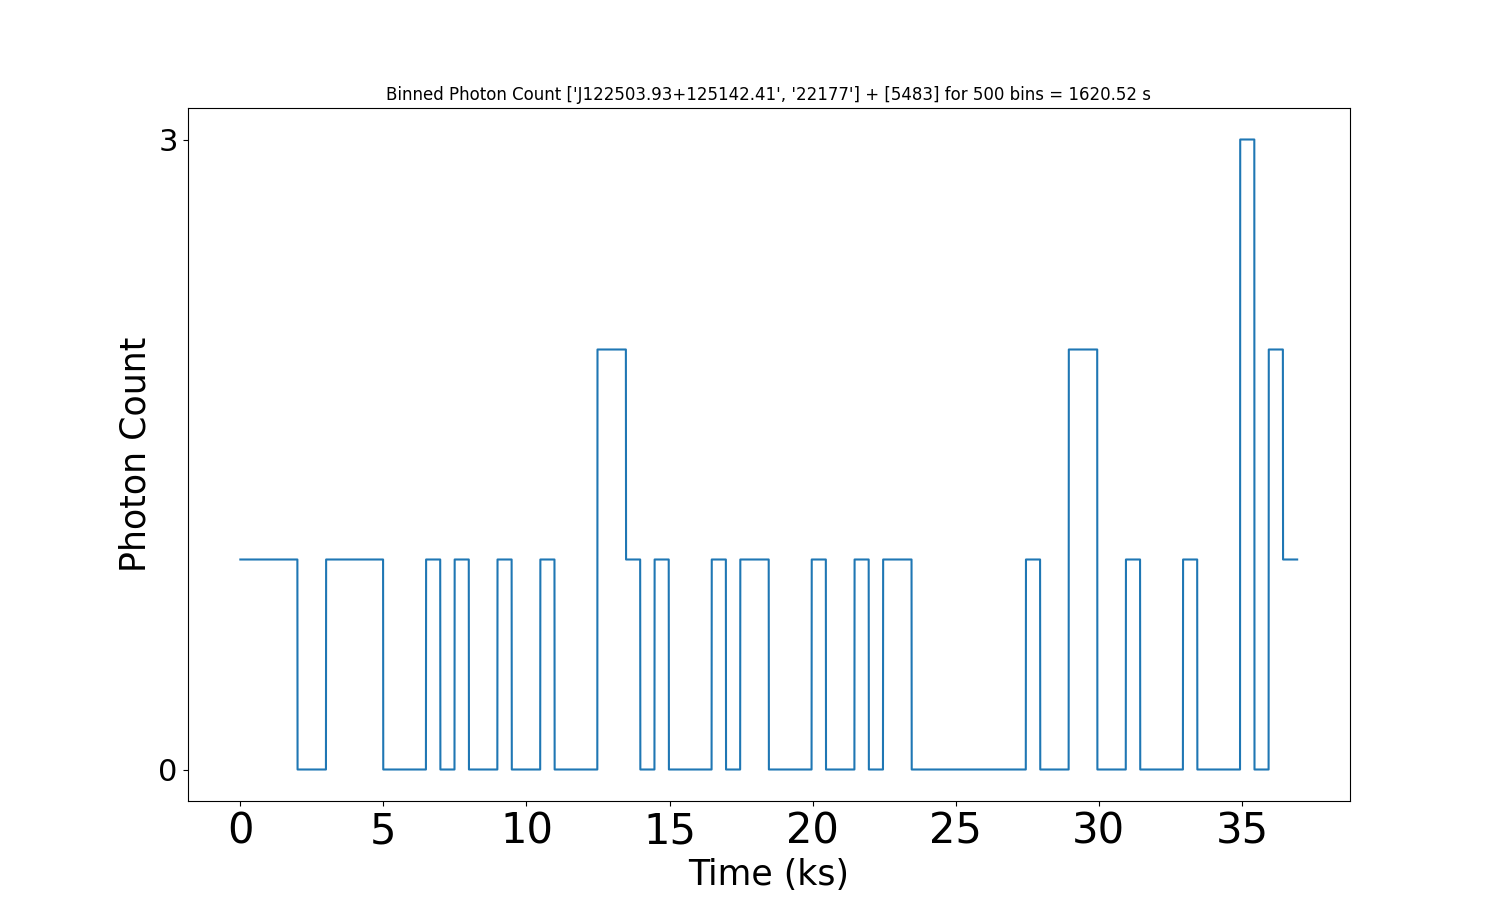 Binned Photon Count ['J122503.93+125142.41', '22177'] + [5483] for 500 bins = 1620.52 s
3
Photon Count
0
0 5 10 15 20 25 30 35
Time (ks)